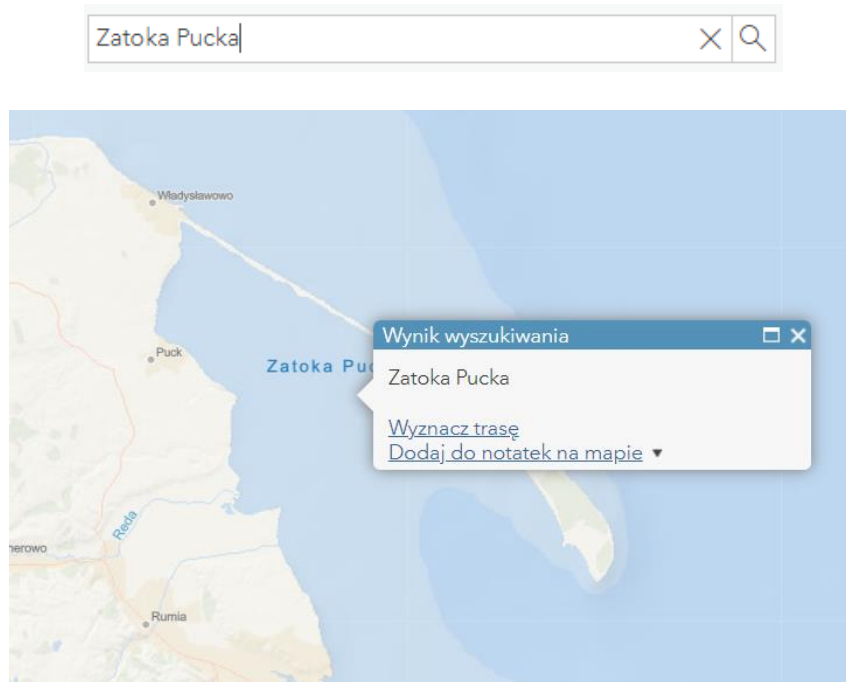 Zatoka Pucka
Władysławowo
Wynik wyszukiwania
Puck
Zatoka Puc
Zatoka Pucka
Wyznacz trasę
Dodaj do notatek na mapie
Reda
herowo
Rumia